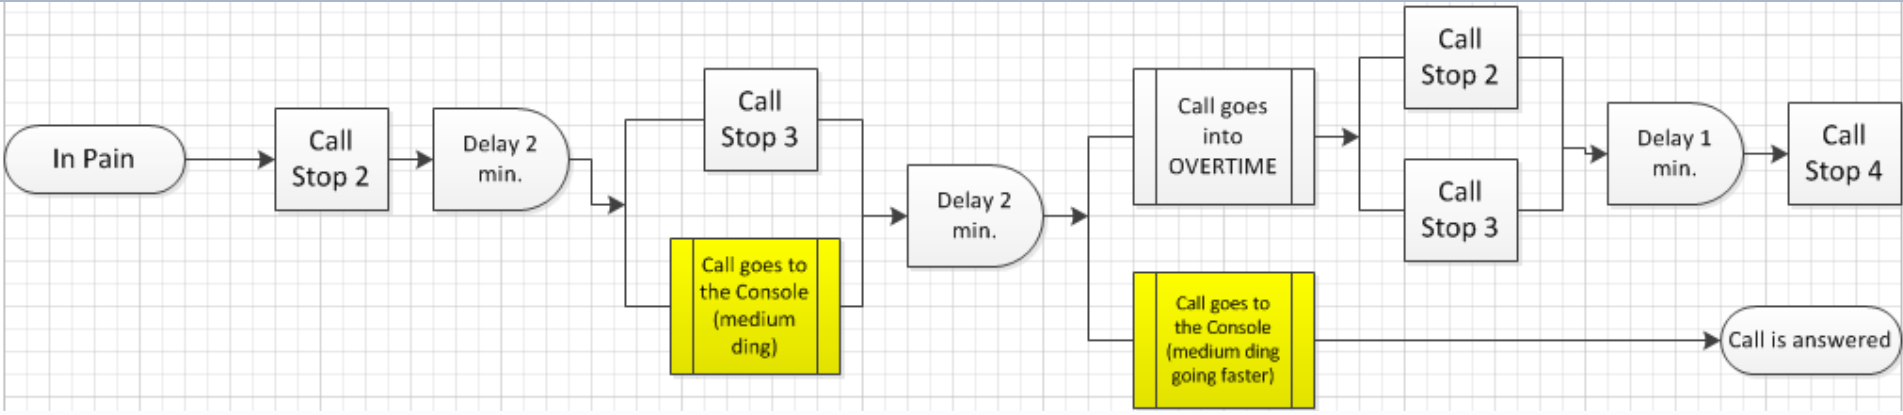 In Pain
Call
Stop 2
Delay 2
min.
Call
Stop 3
Call goes to
the Console
(medium
ding)
Delay 2
min.
Call goes
into
OVERTIME
Call goes to
the Console
(medium ding
going faster)
Call
Stop 2
Call
Stop 3
Delay 1
min.
Call
Stop 4
Call is answered